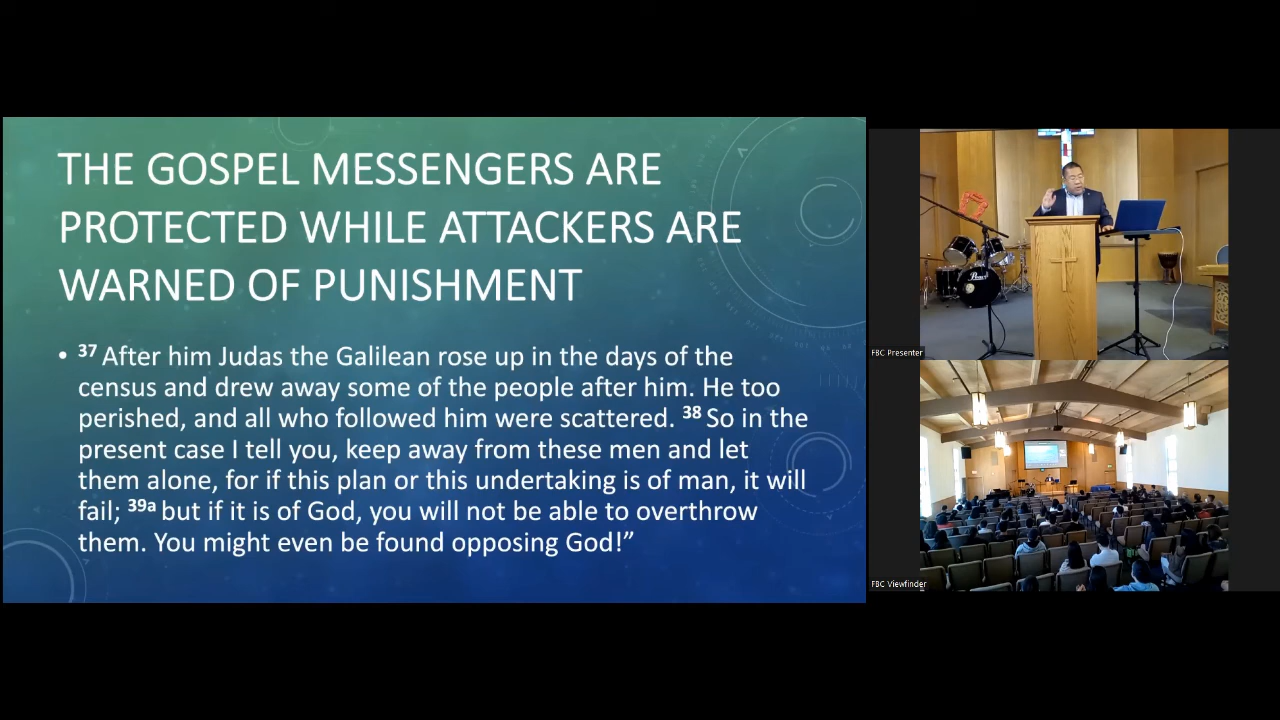 THE GOSPEL MESSENGERS ARE
PROTECTED WHILE ATTACKERS ARE
WARNED OF PUNISHMENT
• 37 After him Judas the Galilean rose up in the days of the
census and drew away some of the people after him. He too
perished, and all who followed him were scattered. 38 So in the
present case I tell you, keep away from these men and let
them alone, for if this plan or this undertaking is of man, it will
fail; 39a but if it is of God, you will not be able to overthrow
them. You might even be found opposing God!”
FBC Presenter
FBC Viewfinder